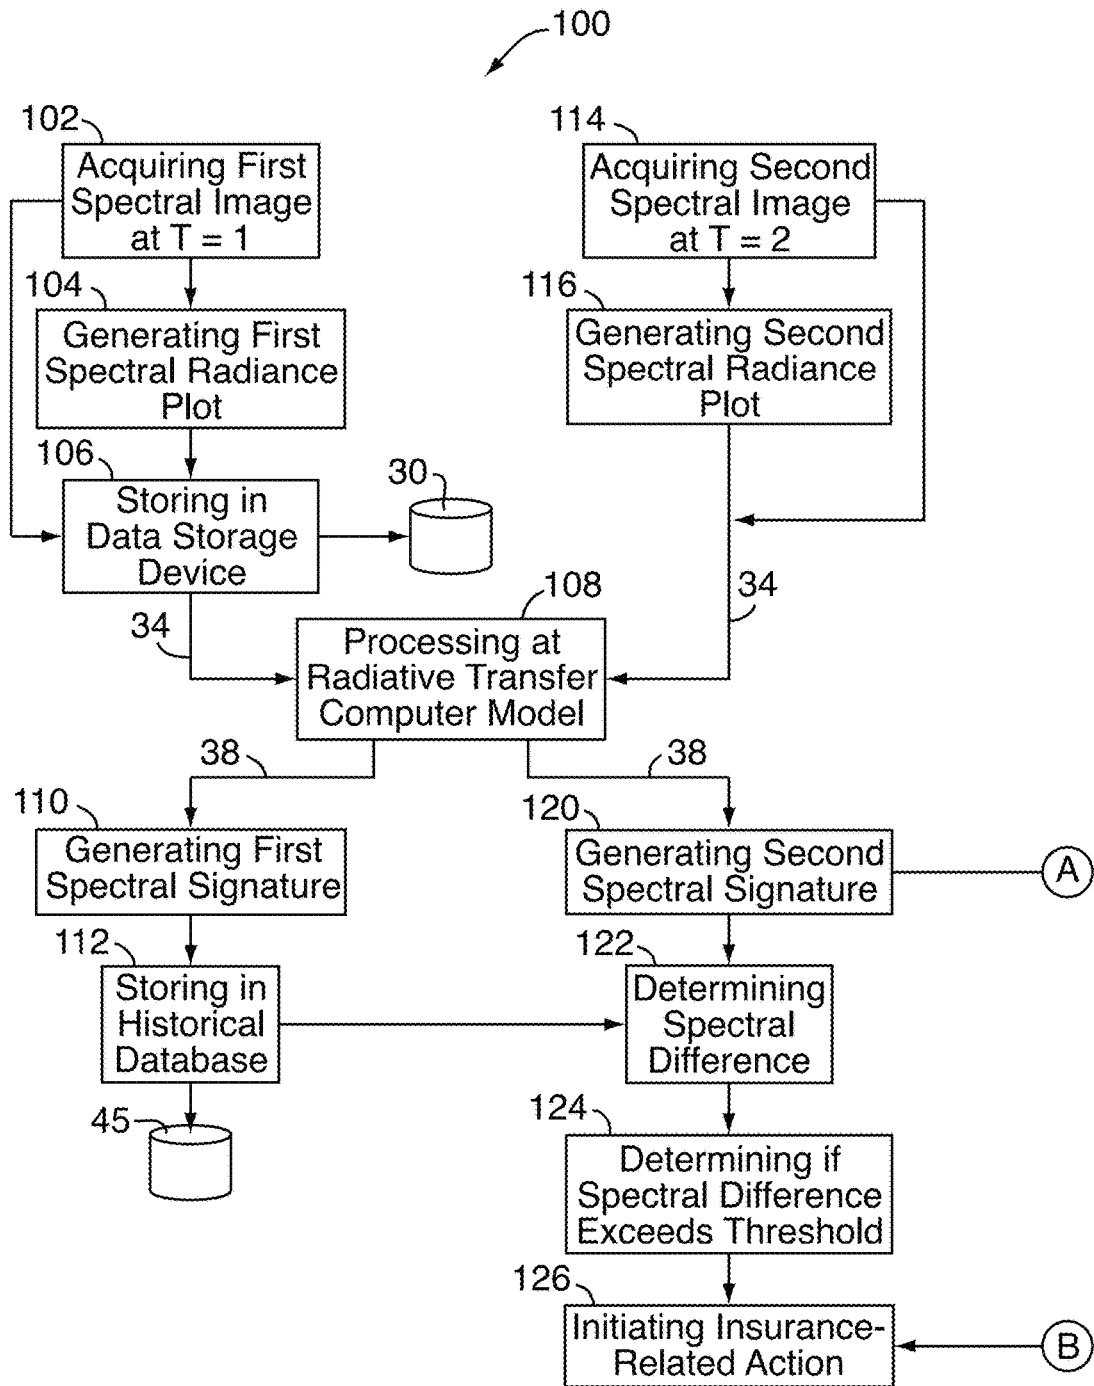 100
102
Acquiring First
Spectral Image
at T = 1
114
Acquiring Second
Spectral Image
at T = 2
104
Generating First
Spectral Radiance
Plot
116
Generating Second
Spectral Radiance
Plot
106
Storing in
Data Storage
Device
30
34
108
Processing at
Radiative Transfer
Computer Model
34
38
38
110
Generating First
Spectral Signature
120
Generating Second
Spectral Signature
A
112
Storing in
Historical
Database
122
Determining
Spectral
Difference
45
124
Determining if
Spectral Difference
Exceeds Threshold
126
Initiating Insurance-
Related Action
B